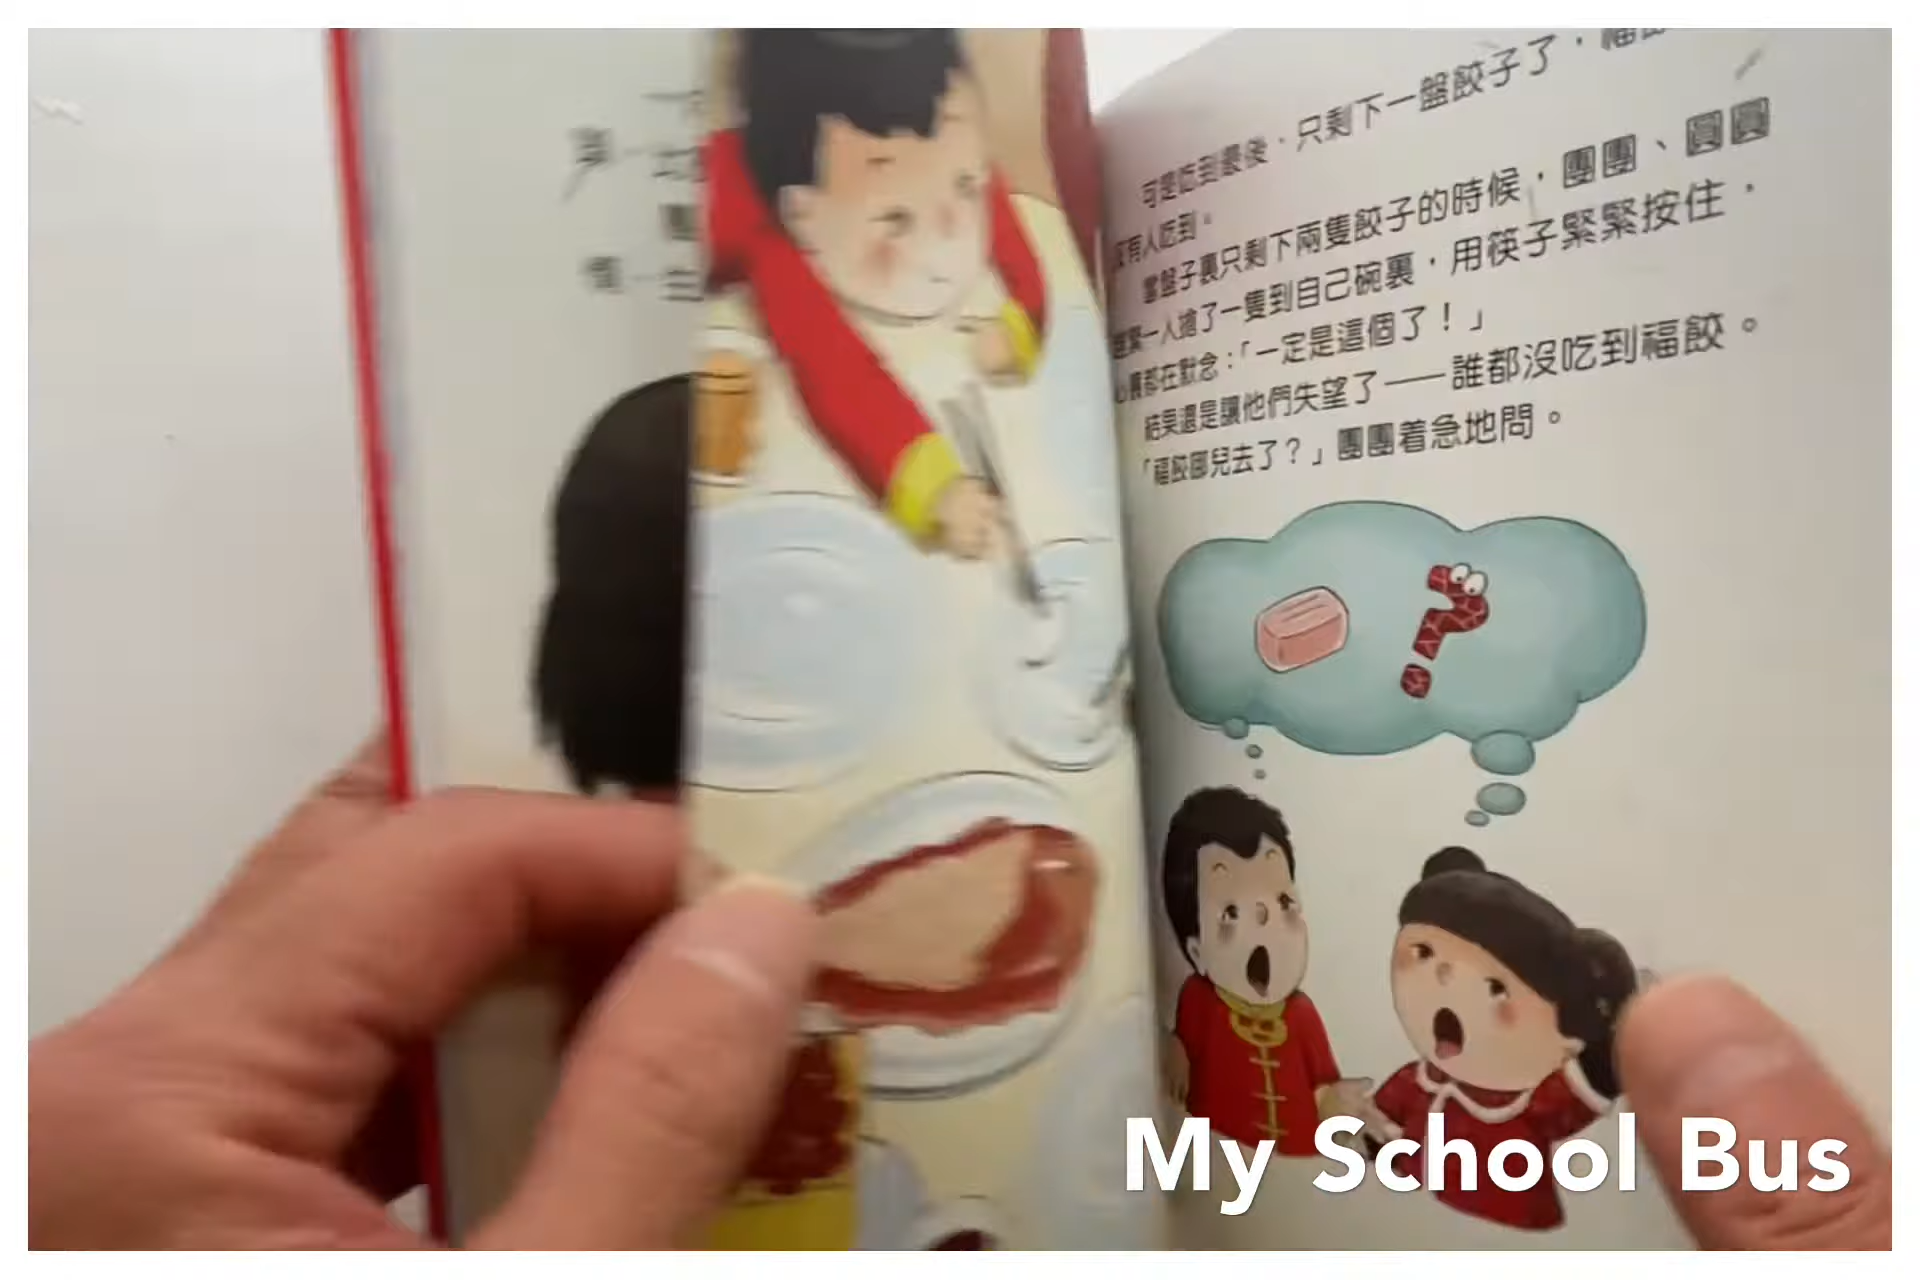 可是吃到最後，只剩下一盤餃子了，福
沒有人吃到。
當盤子裏只剩下兩隻餃子的時候，團團、圓圓
趕緊一人搶了一隻到自己碗裏，用筷子緊緊按住，
心裏都在默念：「一定是這個了！」
結果還是讓他們失望了——誰都沒吃到福餃。
「福餃哪兒去了？」團團着急地問。
My School Bus